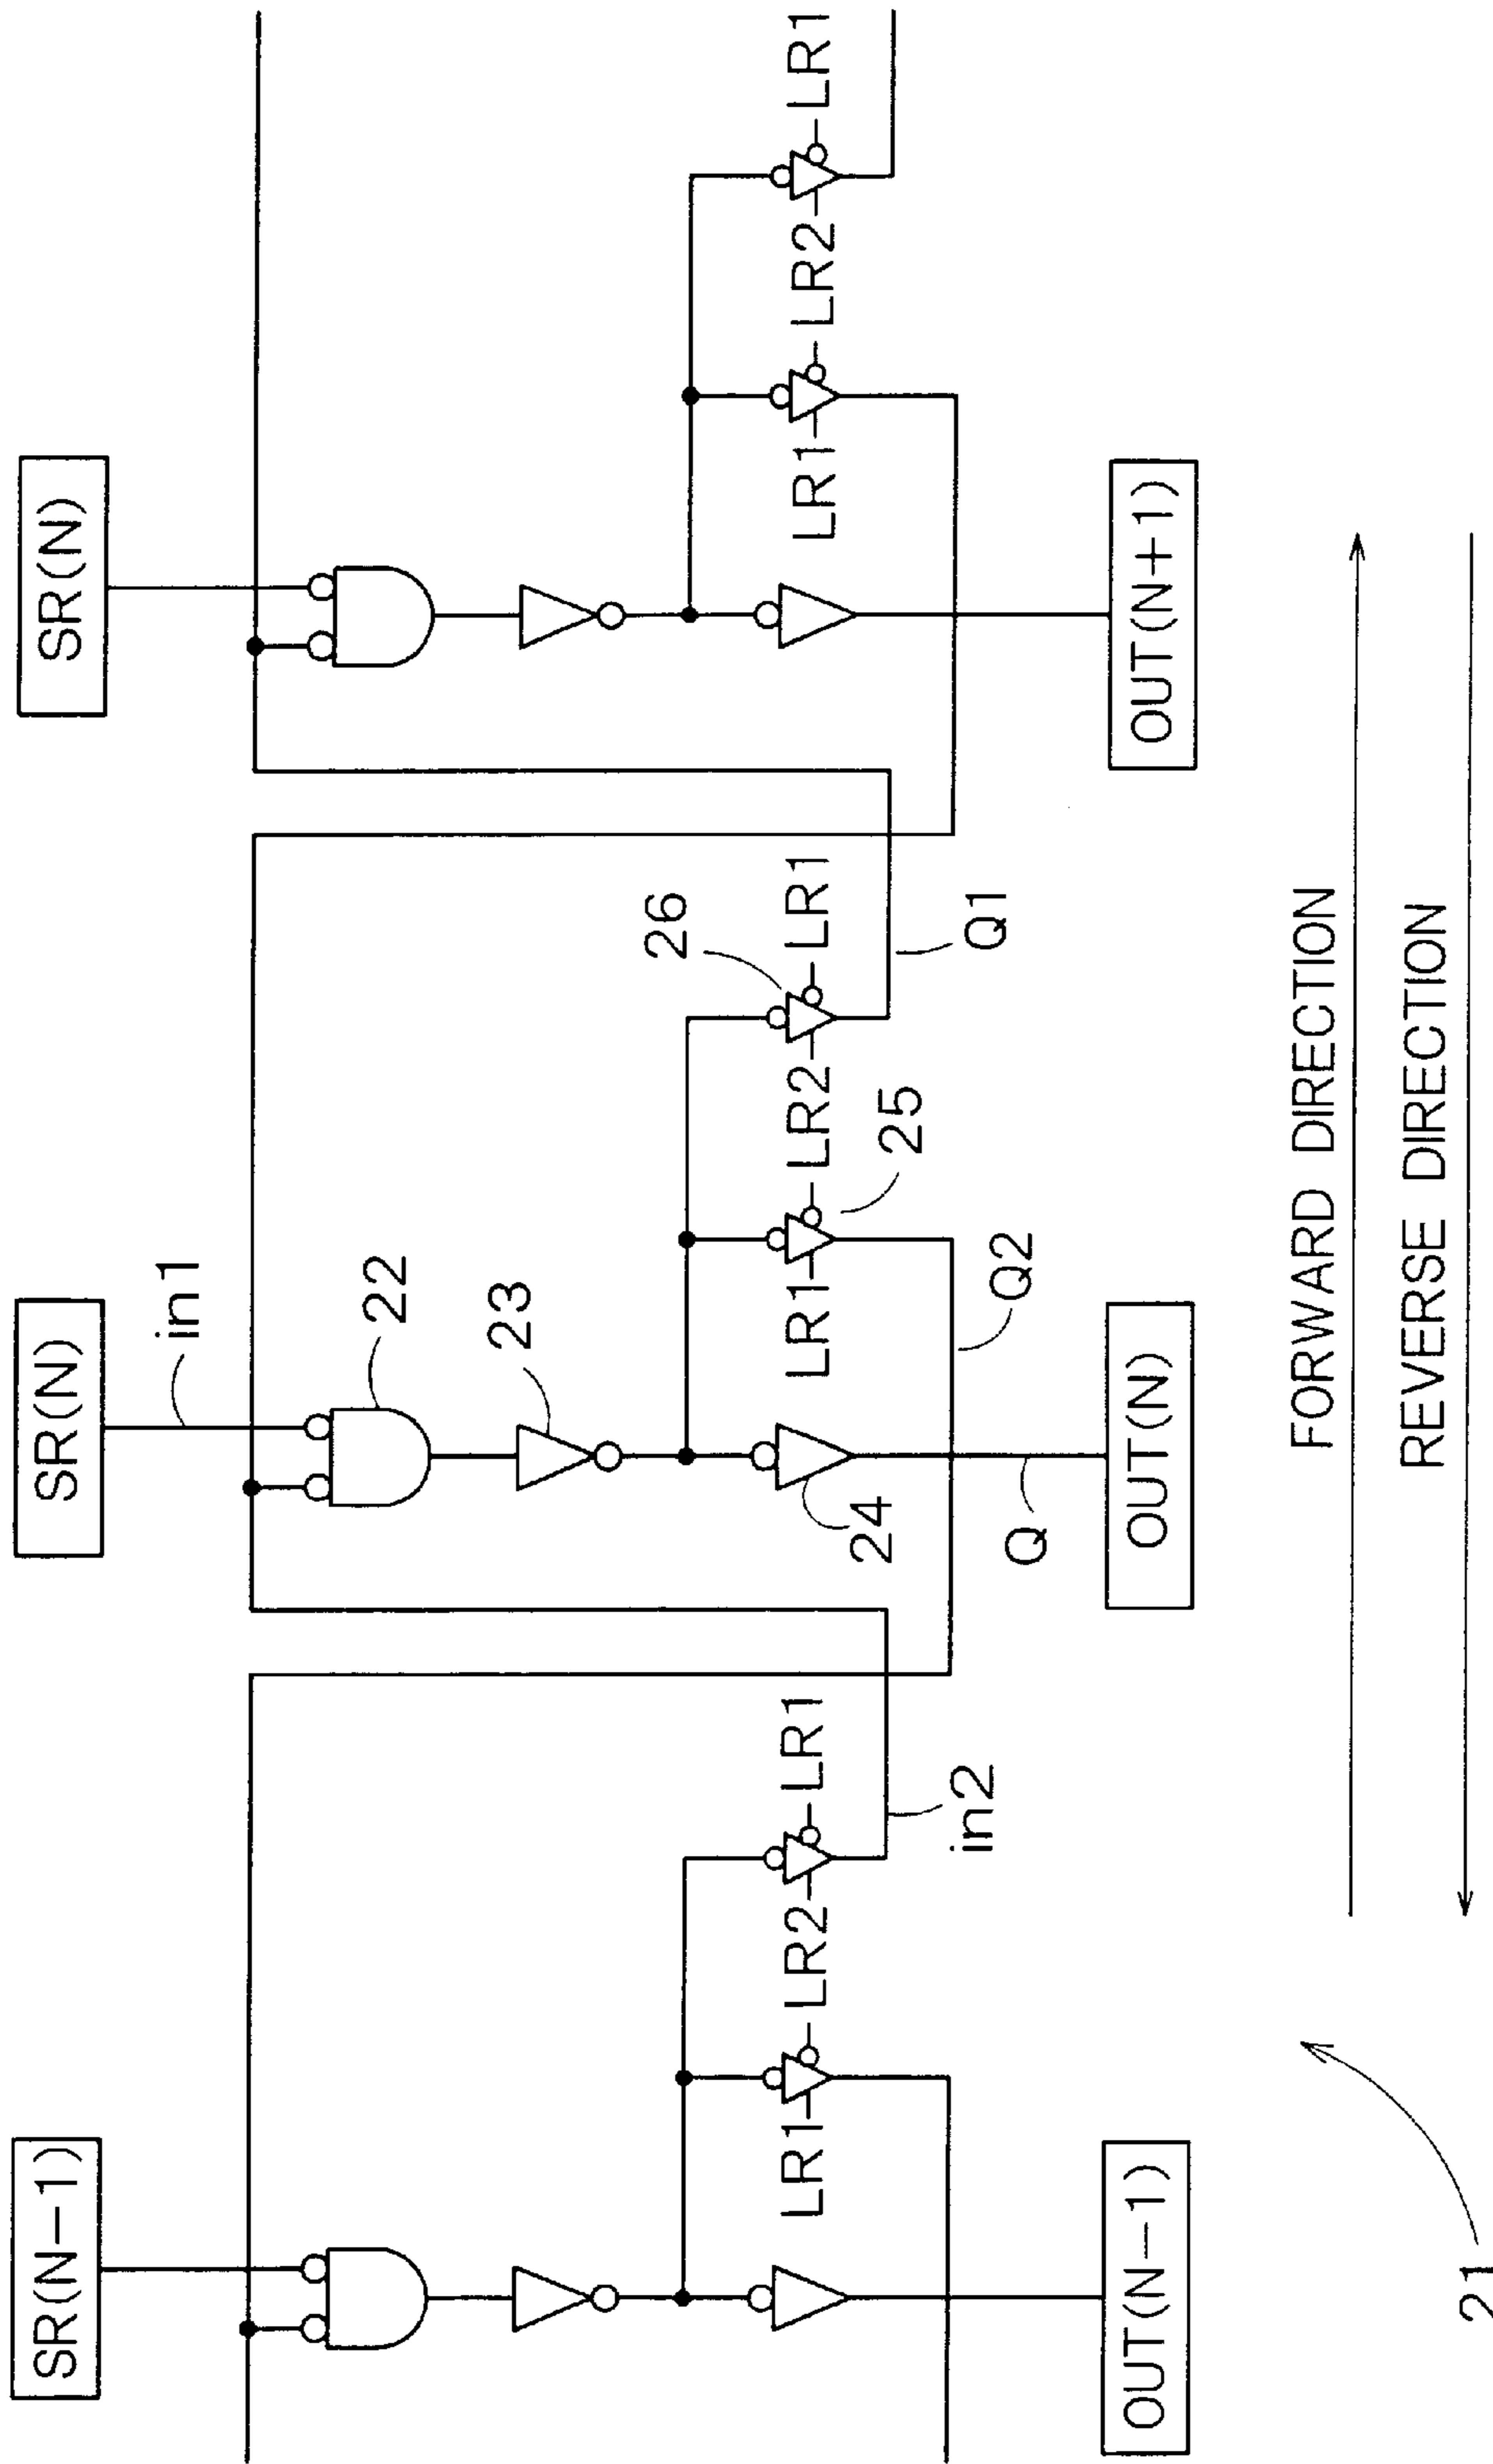 SR(N-1)
SR(N)
SR(N)
in1
22
23
26
LR1 LR2 LR1
LR1 LR2 LR1
LR1 LR2 LR1
24
25
in2
Q2
Q1
Q
OUT(N-1)
OUT(N)
OUT(N+1)
FORWARD DIRECTION
REVERSE DIRECTION
21